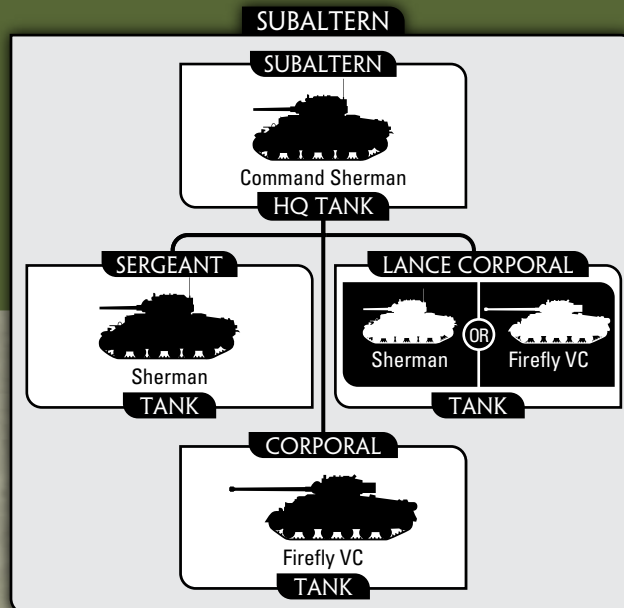 SUBALTERN
SUBALTERN
Command Sherman
HQ TANK
SERGEANT
Sherman
TANK
LANCE CORPORAL
Sherman
OR
Firefly VC
TANK
CORPORAL
Firefly VC
TANK